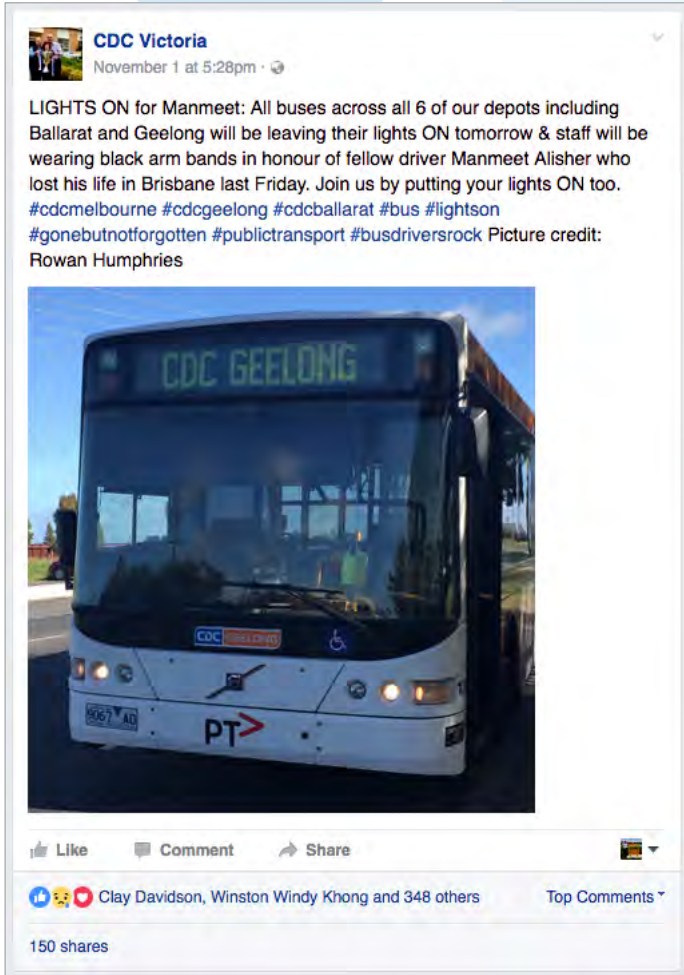 CDC Victoria
November 1 at 5:28pm ·
LIGHTS ON for Manmeet: All buses across all 6 of our depots including
Ballarat and Geelong will be leaving their lights ON tomorrow & staff will be
wearing black arm bands in honour of fellow driver Manmeet Alisher who
lost his life in Brisbane last Friday. Join us by putting your lights ON too.
#cdcmelbourne #cdcgeelong #cdcballarat #bus #lightson
#gonebutnotforgotten #publictransport #busdriversrock Picture credit:
Rowan Humphries
CDC GEELONG
CDC GEELONG
9067 AO
PT>
Like Comment Share
Clay Davidson, Winston Windy Khong and 348 others Top Comments
150 shares